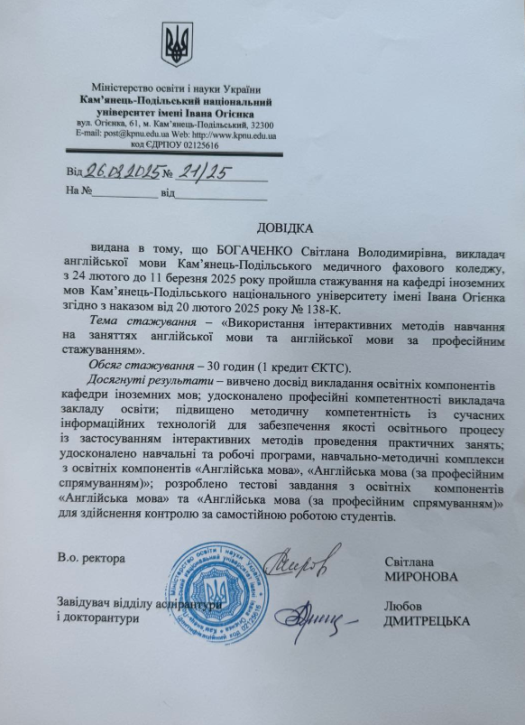 Міністерство освіти і науки України
Кам’янець-Подільський національний
університет імені Івана Огієнка
вул. Огієнка, 61, м. Кам’янець-Подільський, 32300
E-mail: post@kpnu.edu.ua Web: http://www.kpnu.edu.ua
код ЄДРПОУ 02125616
Від 26.02.2025 № 21/25
На №___________ від___________
ДОВІДКА
видана в тому, що БОГАЧЕНКО Світлана Володимирівна, викладач
англійської мови Кам’янець-Подільського медичного фахового коледжу,
з 24 лютого до 11 березня 2025 року пройшла стажування на кафедрі іноземних
мов Кам’янець-Подільського національного університету імені Івана Огієнка
згідно з наказом від 20 лютого 2025 року № 138-К.
Тема стажування – «Використання інтерактивних методів навчання
на заняттях англійської мови та англійської мови за професійним
стажуванням».
Обсяг стажування – 30 годин (1 кредит ЄКТС).
Досягнуті результати – вивчено досвід викладання освітніх компонентів
кафедри іноземних мов; удосконалено професійні компетентності викладача
закладу освіти; підвищено методичну компетентність із сучасних
інформаційних технологій для забезпечення якості освітнього процесу
із застосуванням інтерактивних методів проведення практичних занять;
удосконалено навчальні та робочі програми, навчально-методичні комплекси
з освітніх компонентів «Англійська мова», «Англійська мова (за професійним
спрямуванням)»; розроблено тестові завдання з освітніх компонентів
«Англійська мова» та «Англійська мова (за професійним спрямуванням)»
для здійснення контролю за самостійною роботою студентів.
В.о. ректора
Світлана
МИРОНОВА
Завідувач відділу аспірантури
і докторантури
Любов
ДМИТРЕЦЬКА